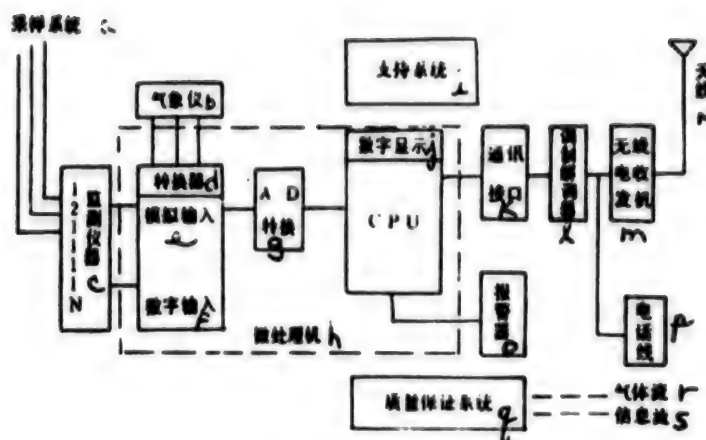 采样系统 a
支持系统 i
气象仪 b
天线 n
数字显示 j
转换器 d
通讯接口 k
调制解调器 l
无线电收发机 m
监测仪器 c
1
2
N
模拟输入 e
A D
转换 g
CPU
数字输入 f
微处理机 h
报警器 o
电话线 p
质量保证系统 q
气体流 r
信息流 s